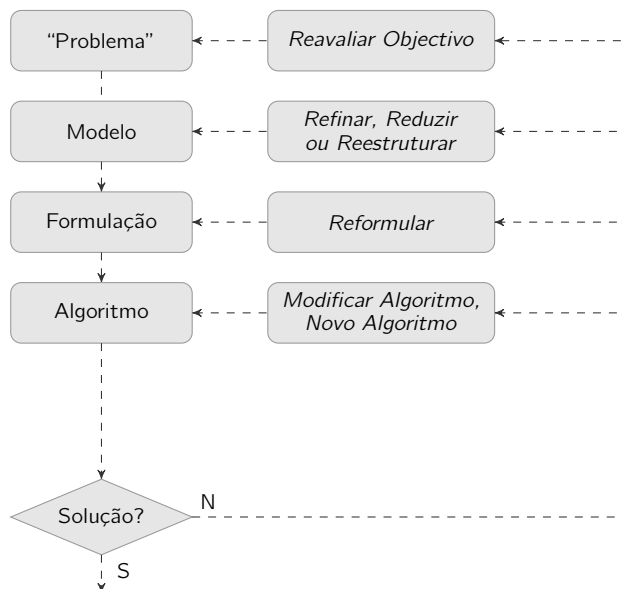 “Problema”
Reavaliar Objectivo
Modelo
Refinar, Reduzir
ou Reestruturar
Formulação
Reformular
Algoritmo
Modificar Algoritmo,
Novo Algoritmo
Solução?
N
S